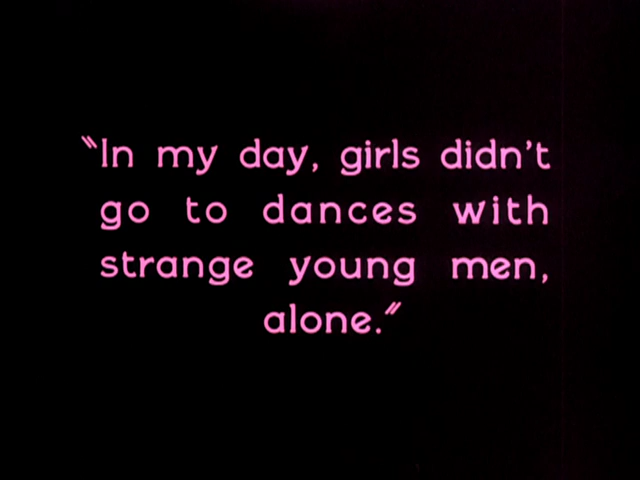 "In my day, girls didn't
go to dances with
strange young men,
alone."